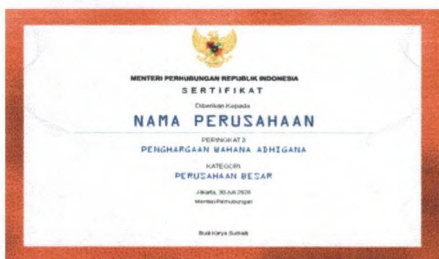 MENTERI PERHUBUNGAN REPUBLIK INDONESIA
SERTIFIKAT
Diberikan Kepada
NAMA PERUSAHAAN
PERINGKAT 3
PENGHARGAAN WAHANA ADHIGANA
KATEGORI
PERUSAHAAN BESAR
Jakarta, 30 Juli 2020
Menteri Perhubungan
Budi Karya Sumadi